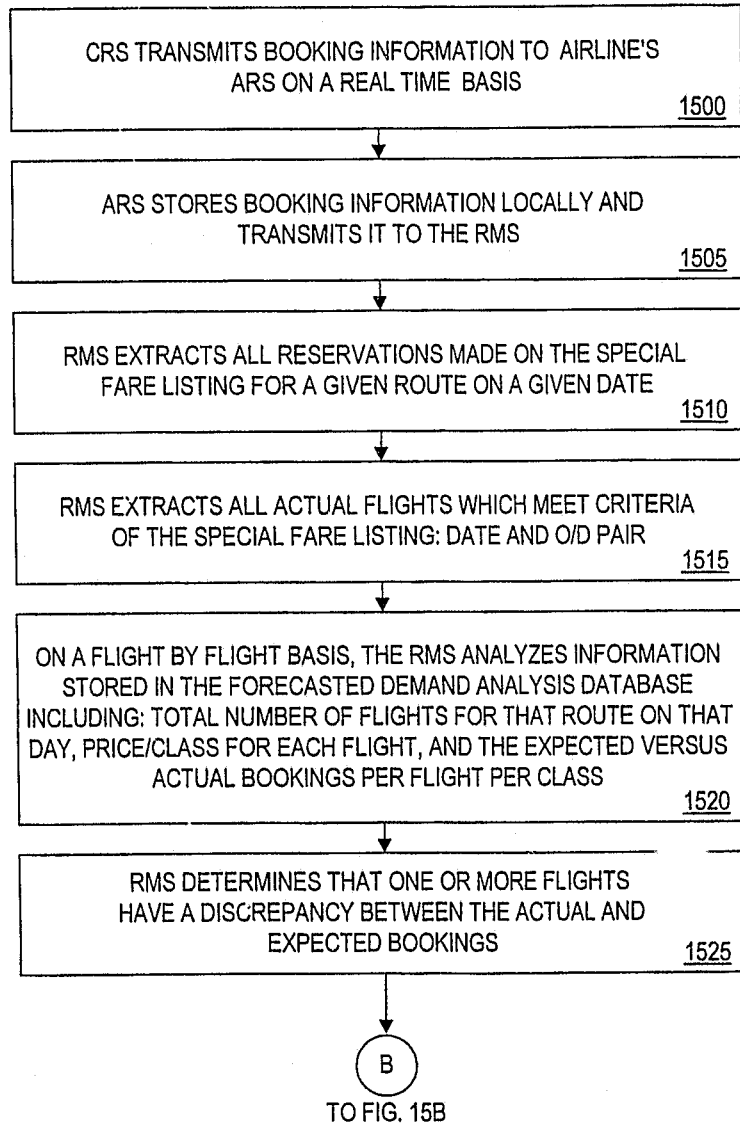 CRS TRANSMITS BOOKING INFORMATION TO AIRLINE'S
ARS ON A REAL TIME BASIS
1500
ARS STORES BOOKING INFORMATION LOCALLY AND
TRANSMITS IT TO THE RMS
1505
RMS EXTRACTS ALL RESERVATIONS MADE ON THE SPECIAL
FARE LISTING FOR A GIVEN ROUTE ON A GIVEN DATE
1510
RMS EXTRACTS ALL ACTUAL FLIGHTS WHICH MEET CRITERIA
OF THE SPECIAL FARE LISTING: DATE AND O/D PAIR
1515
ON A FLIGHT BY FLIGHT BASIS, THE RMS ANALYZES INFORMATION
STORED IN THE FORECASTED DEMAND ANALYSIS DATABASE
INCLUDING: TOTAL NUMBER OF FLIGHTS FOR THAT ROUTE ON THAT
DAY, PRICE/CLASS FOR EACH FLIGHT, AND THE EXPECTED VERSUS
ACTUAL BOOKINGS PER FLIGHT PER CLASS
1520
RMS DETERMINES THAT ONE OR MORE FLIGHTS
HAVE A DISCREPANCY BETWEEN THE ACTUAL AND
EXPECTED BOOKINGS
1525
B
TO FIG. 15B